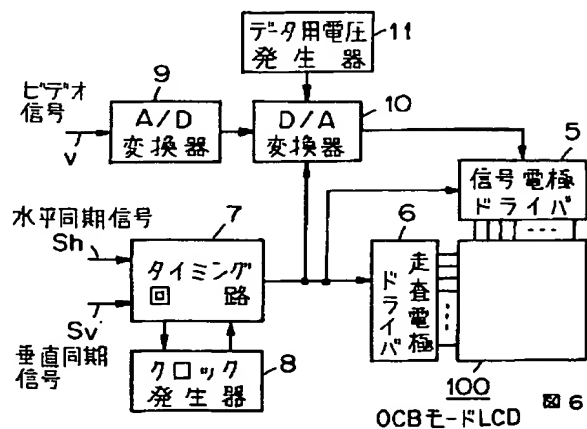 データ用電圧
発生器
11
9
10
ビデオ
信号
V
A/D
変換器
D/A
変換器
5
信号電極
ドライバ
水平同期信号
Sh
7
タイミング
回路
6
走査電極
ドライバ
Sv
垂直同期
信号
クロック
発生器
8
100
OCBモードLCD
図6